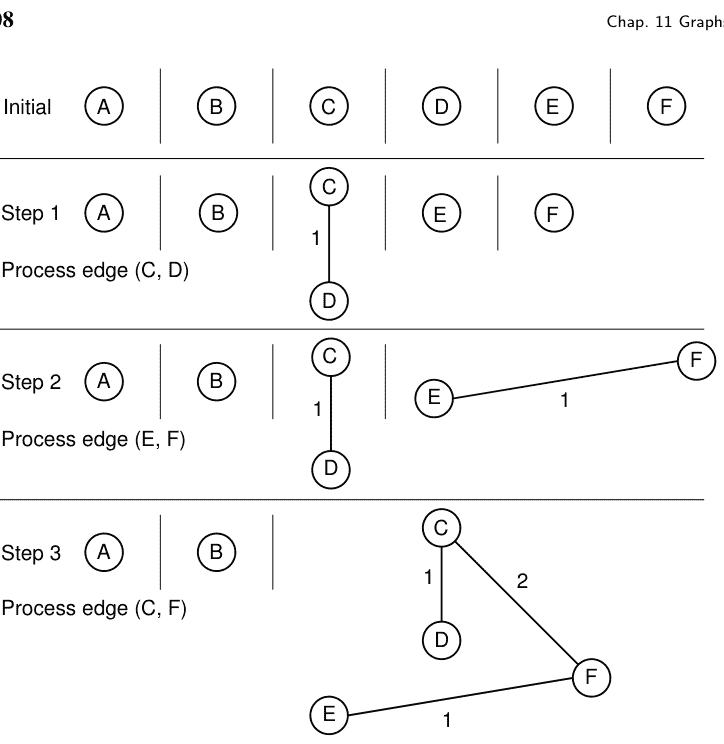 98
Chap. 11 Graph
Initial A B C D E F
C
Step 1 A B E F
1
Process edge (C, D)
D
C F
Step 2 A B E
1 1
Process edge (E, F)
D
C
Step 3 A B
1 2
Process edge (C, F)
D
F
E
1